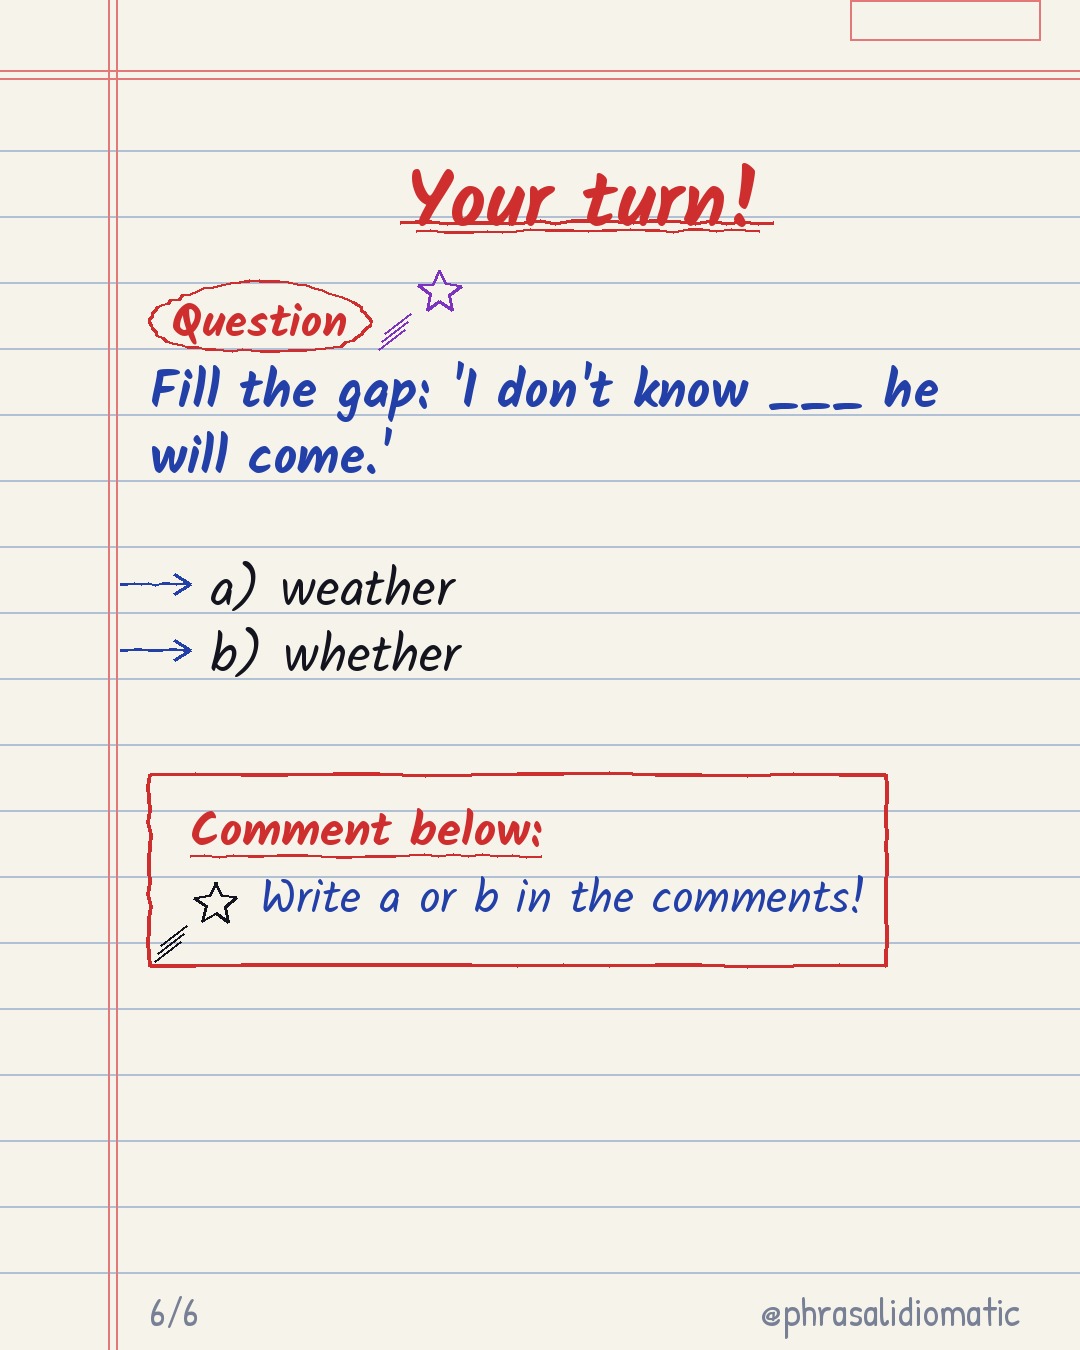 Your turn!
Question
Fill the gap: 'I don't know ___ he
will come.'
a) weather
b) whether
Comment below:
Write a or b in the comments!
6/6
@phrasalidiomatic